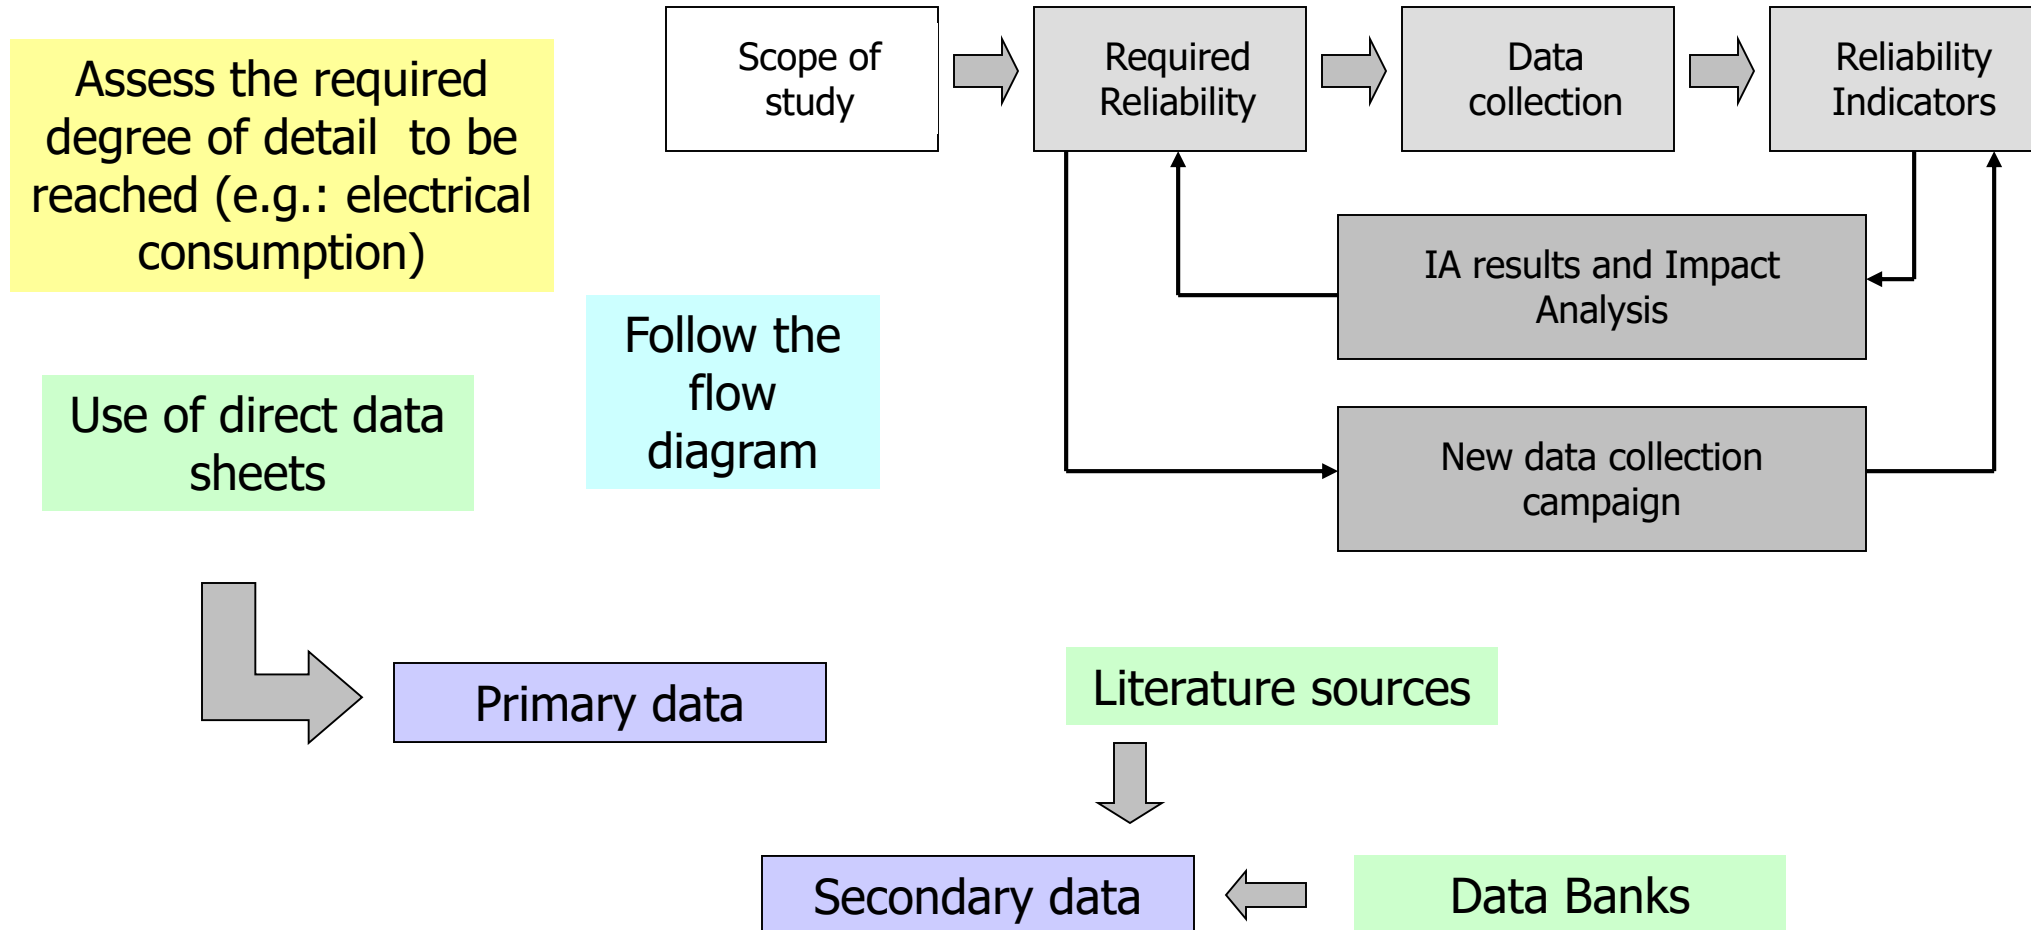 Assess the required
degree of detail  to be
reached (e.g.: electrical
consumption)
Scope of
study
Required
Reliability
Data
collection
Reliability
Indicators
IA results and Impact
Analysis
New data collection
campaign
Follow the
flow
diagram
Use of direct data
sheets
Primary data
Literature sources
Secondary data
Data Banks